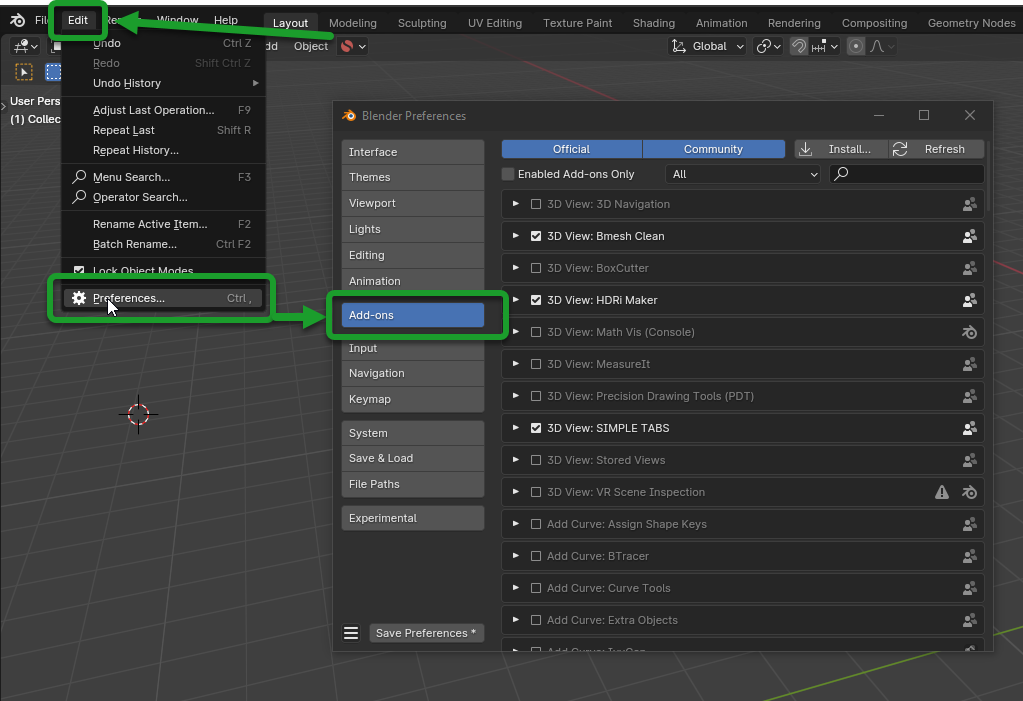 Edit Window Help Layout Modeling Sculpting UV Editing Texture Paint Shading Animation Rendering Compositing Geometry Nodes
Object Global
User Pers
(1) Collec
Undo Ctrl Z
Redo Shift Ctrl Z
Undo History
Adjust Last Operation... F9
Repeat Last Shift R
Repeat History...
Menu Search... F3
Operator Search...
Rename Active Item... F2
Batch Rename... Ctrl F2
Lock Object Modes
Preferences... Ctrl ,
Blender Preferences
Interface
Themes
Viewport
Lights
Editing
Animation
Add-ons
Input
Navigation
Keymap
System
Save & Load
File Paths
Experimental
Save Preferences *
Official Community Install... Refresh
Enabled Add-ons Only All
3D View: 3D Navigation
3D View: Bmesh Clean
3D View: BoxCutter
3D View: HDRi Maker
3D View: Math Vis (Console)
3D View: MeasureIt
3D View: Precision Drawing Tools (PDT)
3D View: SIMPLE TABS
3D View: Stored Views
3D View: VR Scene Inspection
Add Curve: Assign Shape Keys
Add Curve: BTracer
Add Curve: Curve Tools
Add Curve: Extra Objects